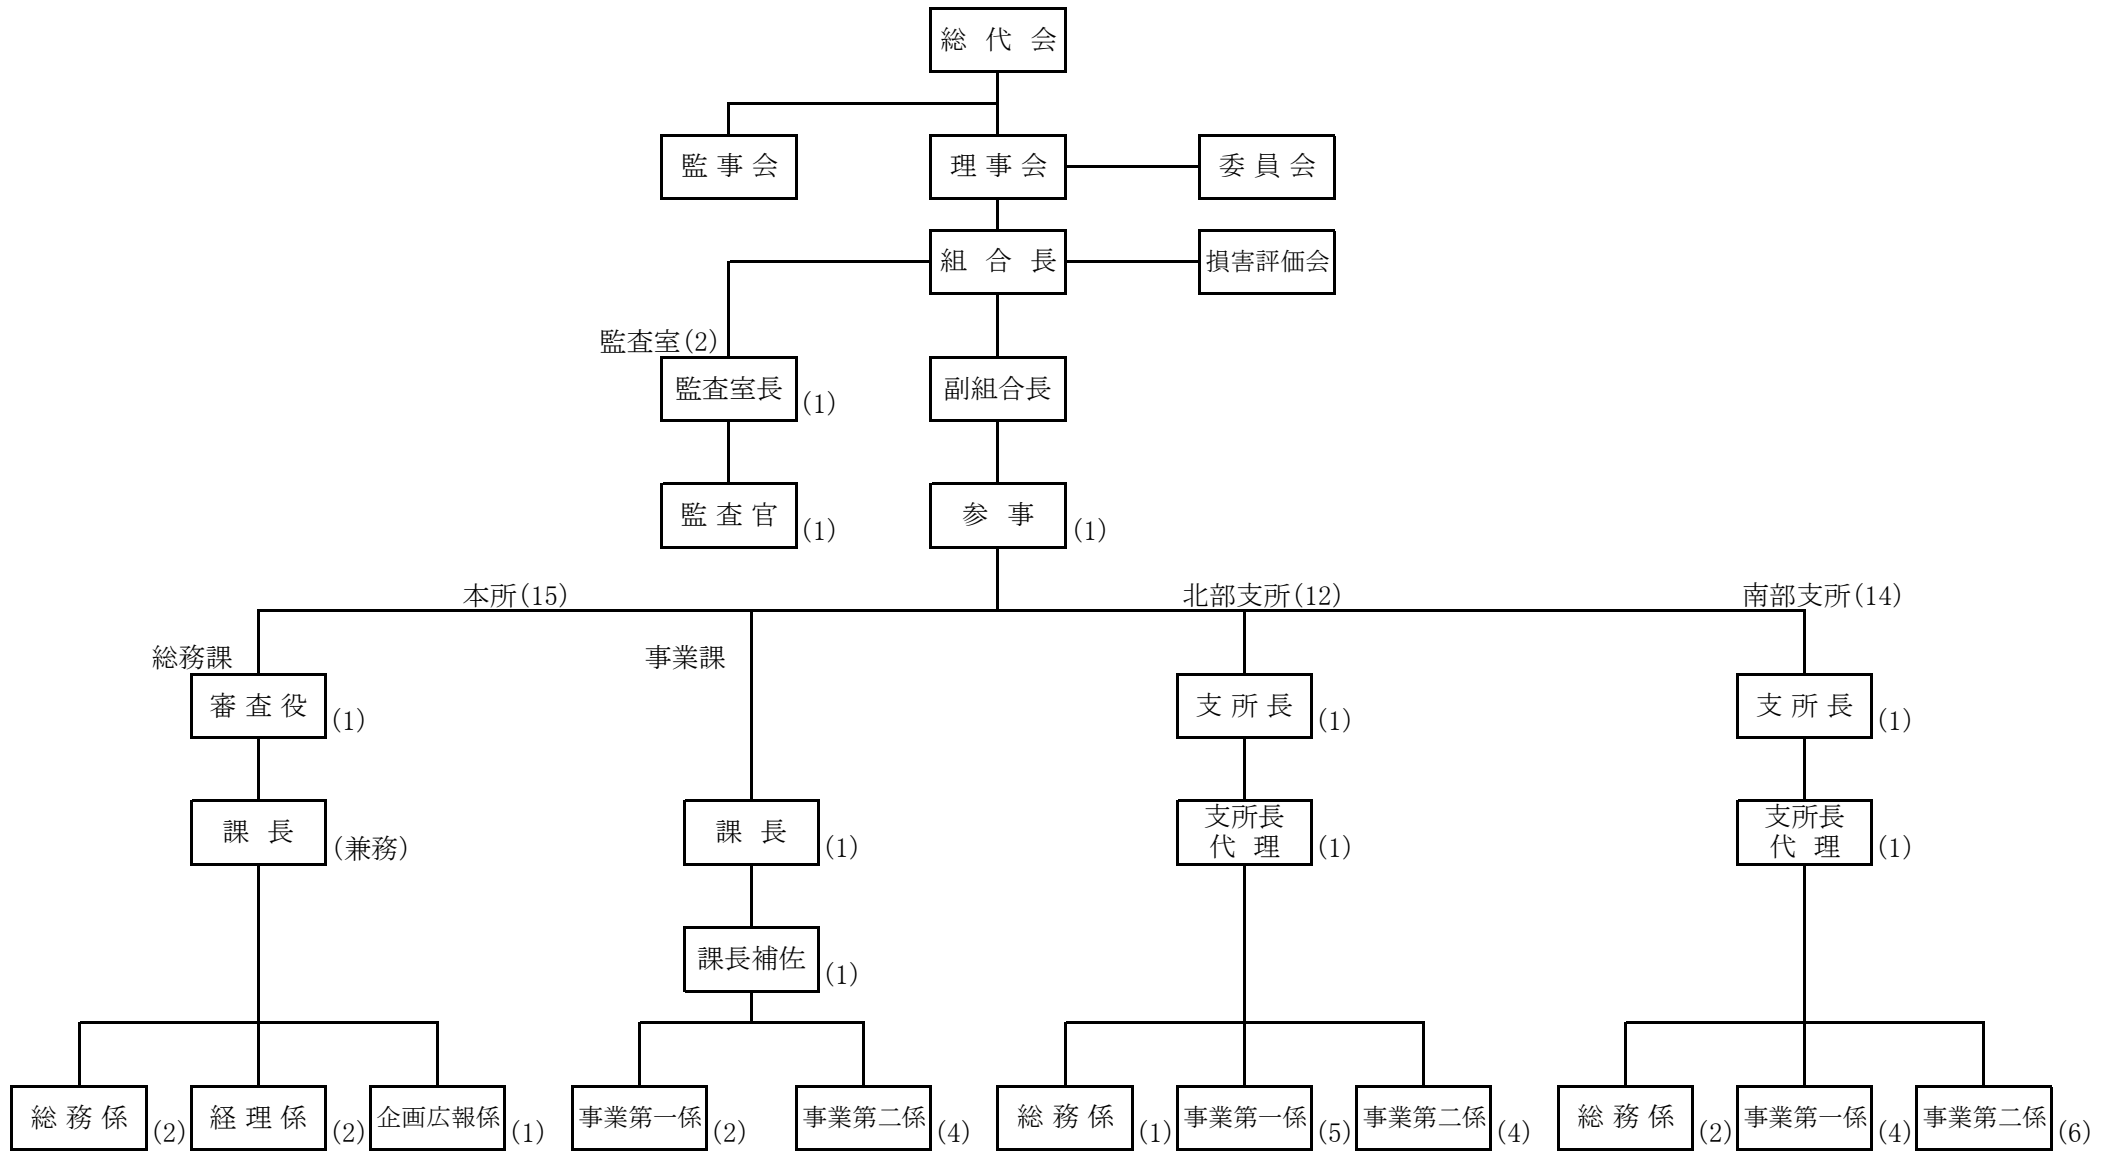 総 代 会
監 事 会
理 事 会
委 員 会
組 合 長
損害評価会
監査室(2)
監査室長
(1)
副組合長
監 査 官
(1)
参 事
(1)
本所(15)
北部支所(12)
南部支所(14)
総務課
事業課
審 査 役
(1)
支 所 長
(1)
支 所 長
(1)
課 長
(兼務)
課 長
(1)
支所長
代 理
(1)
支所長
代 理
(1)
課長補佐
(1)
総 務 係
(2)
経 理 係
(2)
企画広報係
(1)
事業第一係
(2)
事業第二係
(4)
総 務 係
(1)
事業第一係
(5)
事業第二係
(4)
総 務 係
(2)
事業第一係
(4)
事業第二係
(6)